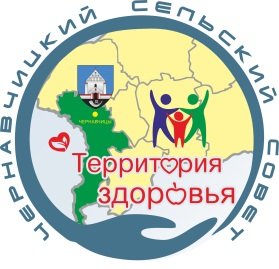 ЧЕРНАВЧИЦКИЙ СЕЛЬСКИЙ СОВЕТ
ЧЕРНАВЧИЦЫ
Территория
здоровья